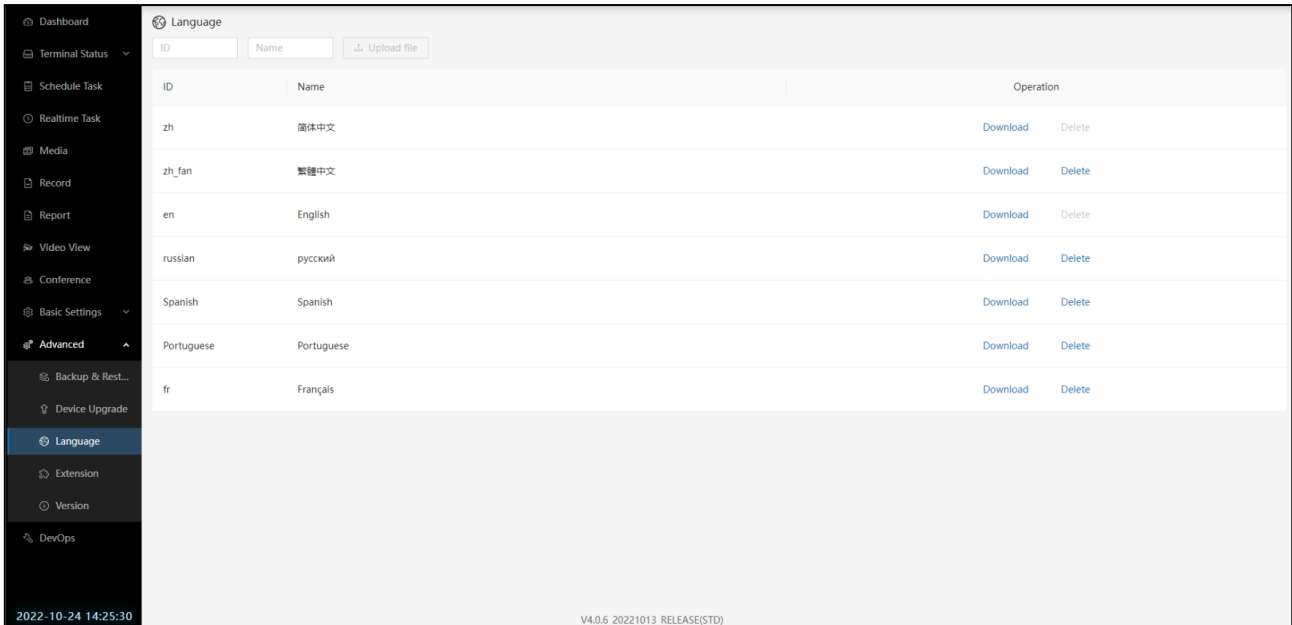 Dashboard
Terminal Status
Schedule Task
Realtime Task
Media
Record
Report
Video View
Conference
Basic Settings
Advanced
Backup & Rest...
Device Upgrade
Language
Extension
Version
DevOps
2022-10-24 14:25:30
Language
ID Name Upload file
ID Name Operation
zh 简体中文 Download Delete
zh_fan 繁體中文 Download Delete
en English Download Delete
russian русский Download Delete
Spanish Spanish Download Delete
Portuguese Portuguese Download Delete
fr Français Download Delete
V4.0.6 20221013 RELEASE(STD)